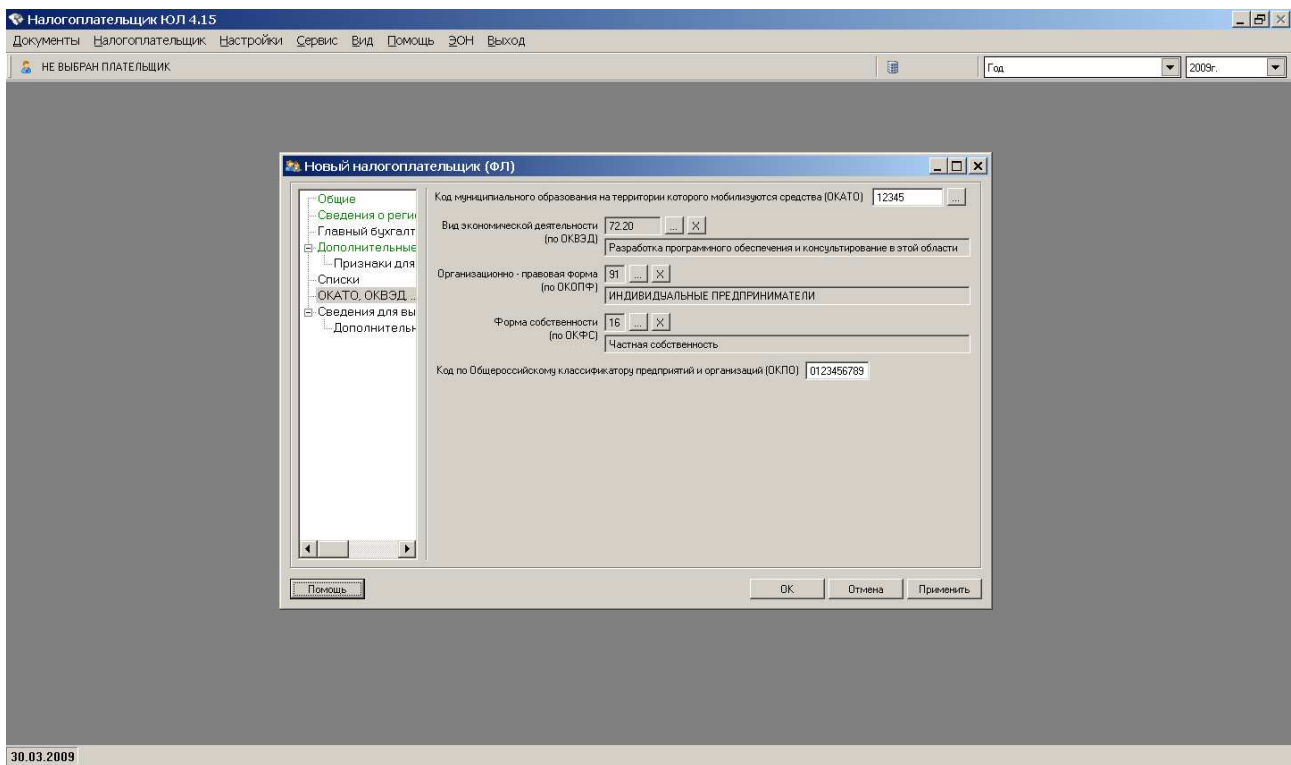 Налогоплательщик ЮЛ 4.15
Документы Налогоплательщик Настройки Сервис Вид Помощь ЭОН Выход
НЕ ВЫБРАН ПЛАТЕЛЬЩИК Год 2009г.
Новый налогоплательщик (ФЛ)
Общие
Сведения о реги
Главный бухгалт
Дополнительные
Признаки для
Списки
ОКАТО, ОКВЭД, ...
Сведения для вы
Дополнительн
Код муниципального образования на территории которого мобилизуются средства (ОКАТО) 12345 ...
Вид экономической деятельности 72.20 ... X
(по ОКВЭД)
Разработка программного обеспечения и консультирование в этой области
Организационно - правовая форма 91 ... X
(по ОКОПФ)
ИНДИВИДУАЛЬНЫЕ ПРЕДПРИНИМАТЕЛИ
Форма собственности 16 ... X
(по ОКФС)
Частная собственность
Код по Общероссийскому классификатору предприятий и организаций (ОКПО) 0123456789
Помощь ОК Отмена Применить
30.03.2009